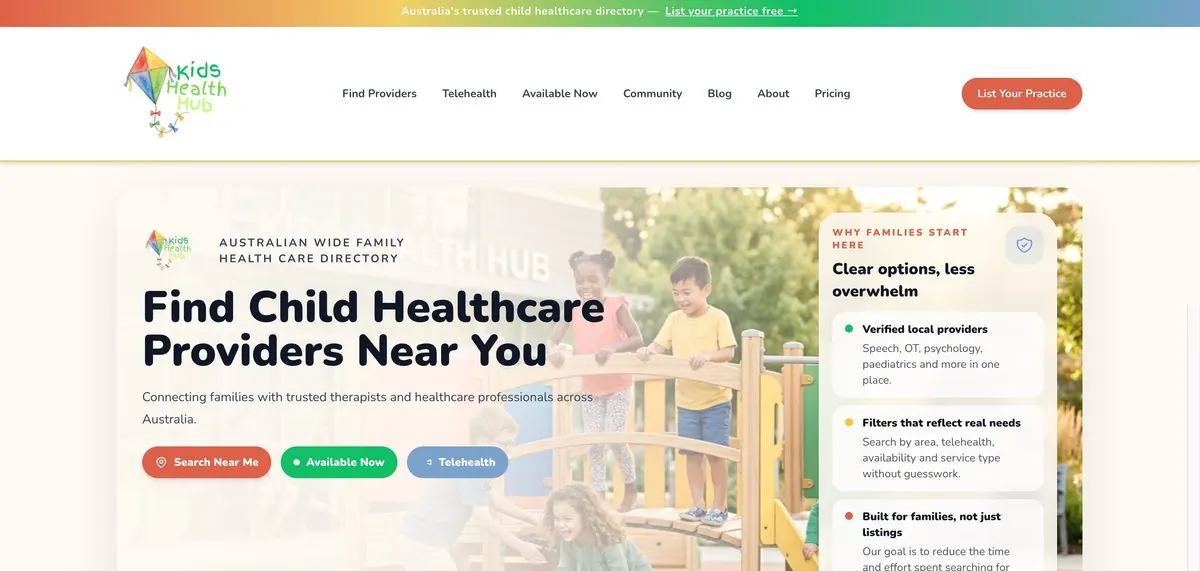 Australia's trusted child healthcare directory — List your practice free →
Kids
Health
Hub
Find Providers
Telehealth
Available Now
Community
Blog
About
Pricing
List Your Practice
Kids
Health
Hub
AUSTRALIAN WIDE FAMILY
HEALTH CARE DIRECTORY
HEALTH HUB
Find Child Healthcare
Providers Near You
Connecting families with trusted therapists and healthcare professionals across
Australia.
Search Near Me
Available Now
Telehealth
WHY FAMILIES START
HERE
Clear options, less
overwhelm
Verified local providers
Speech, OT, psychology,
paediatrics and more in one
place.
Filters that reflect real needs
Search by area, telehealth,
availability and service type
without guesswork.
Built for families, not just
listings
Our goal is to reduce the time
and effort spent searching for